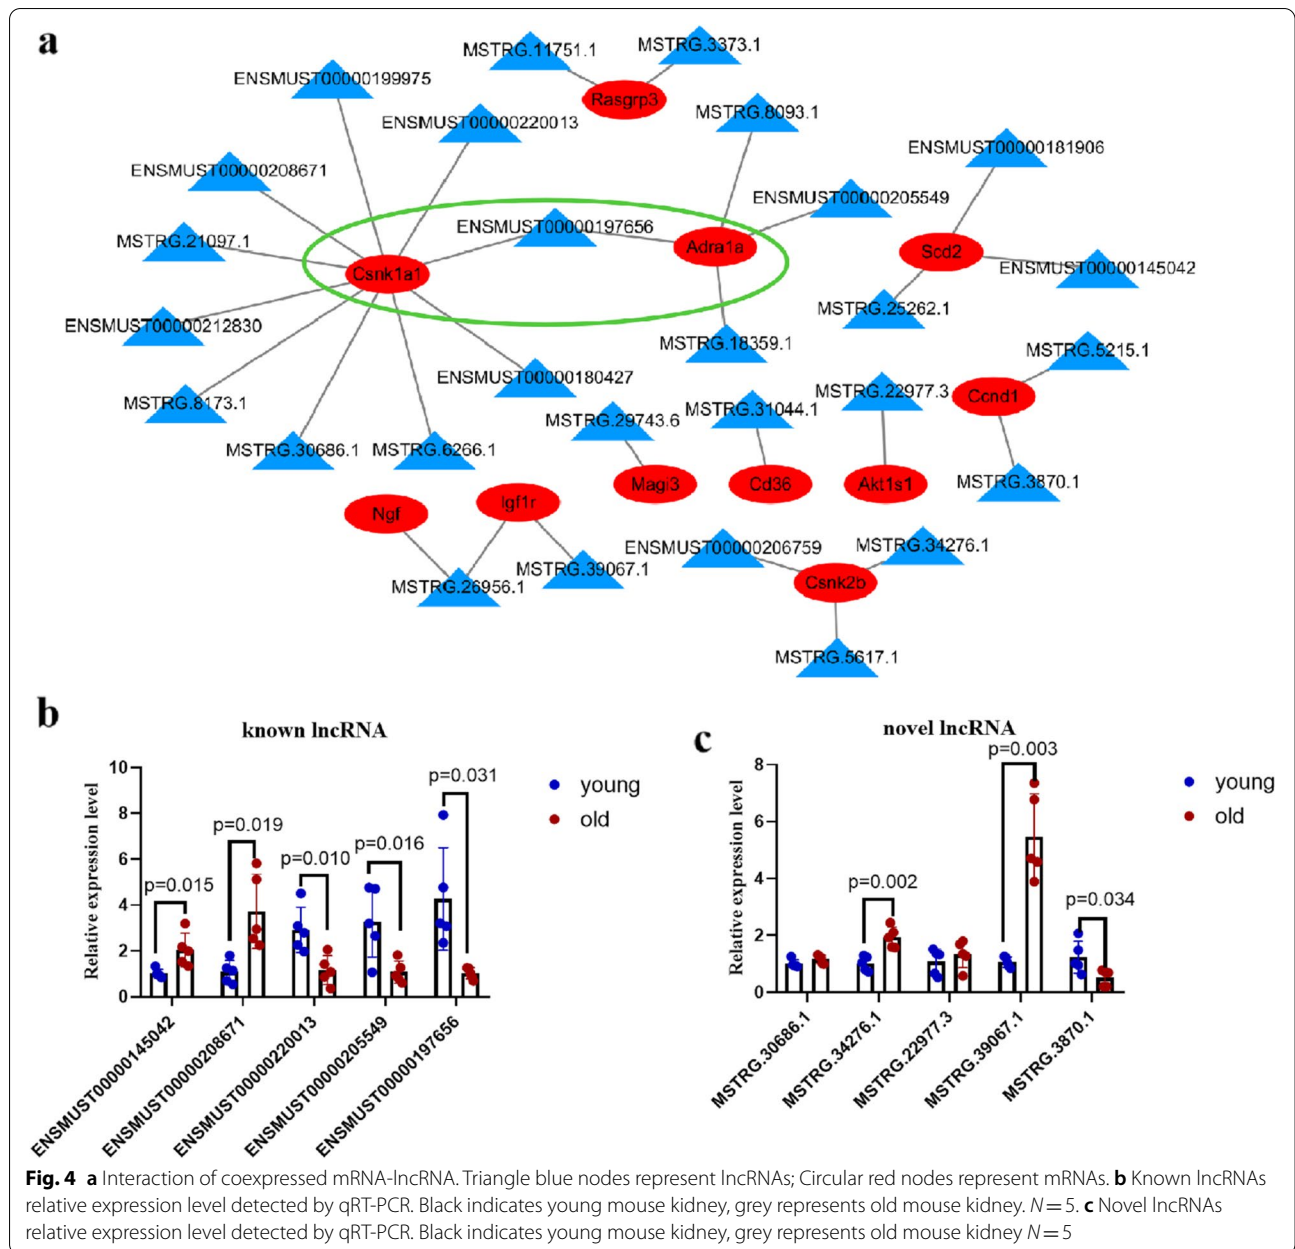 a
MSTRG.11751.1
MSTRG.3373.1
ENSMUST00000199975
Rasgrp3
MSTRG.8093.1
ENSMUST00000220013
ENSMUST00000181906
ENSMUST00000208671
ENSMUST00000205549
ENSMUST00000197656
MSTRG.21097.1
Adra1a
Scd2
Csnk1a1
ENSMUST00000145042
MSTRG.25262.1
ENSMUST00000212830
MSTRG.18359.1
MSTRG.5215.1
ENSMUST00000180427
MSTRG.22977.3
Ccnd1
MSTRG.8173.1
MSTRG.31044.1
MSTRG.29743.6
MSTRG.30686.1
MSTRG.6266.1
Magi3
Cd36
Akt1s1
MSTRG.3870.1
Igf1r
Ngf
ENSMUST00000206759
MSTRG.34276.1
MSTRG.39067.1
MSTRG.26956.1
Csnk2b
MSTRG.5617.1
b
known lncRNA
Relative expression level
10
8
6
4
2
0
p=0.015
p=0.019
p=0.010
p=0.016
p=0.031
young
old
ENSMUST00000145042
ENSMUST00000208671
ENSMUST00000220013
ENSMUST00000205549
ENSMUST00000197656
c
novel lncRNA
Relative expression level
8
6
4
2
0
p=0.002
p=0.003
p=0.034
young
old
MSTRG.30686.1
MSTRG.34276.1
MSTRG.22977.3
MSTRG.39067.1
MSTRG.3870.1
Fig. 4 a Interaction of coexpressed mRNA-lncRNA. Triangle blue nodes represent lncRNAs; Circular red nodes represent mRNAs. b Known lncRNAs
relative expression level detected by qRT-PCR. Black indicates young mouse kidney, grey represents old mouse kidney. N = 5. c Novel lncRNAs
relative expression level detected by qRT-PCR. Black indicates young mouse kidney, grey represents old mouse kidney N = 5